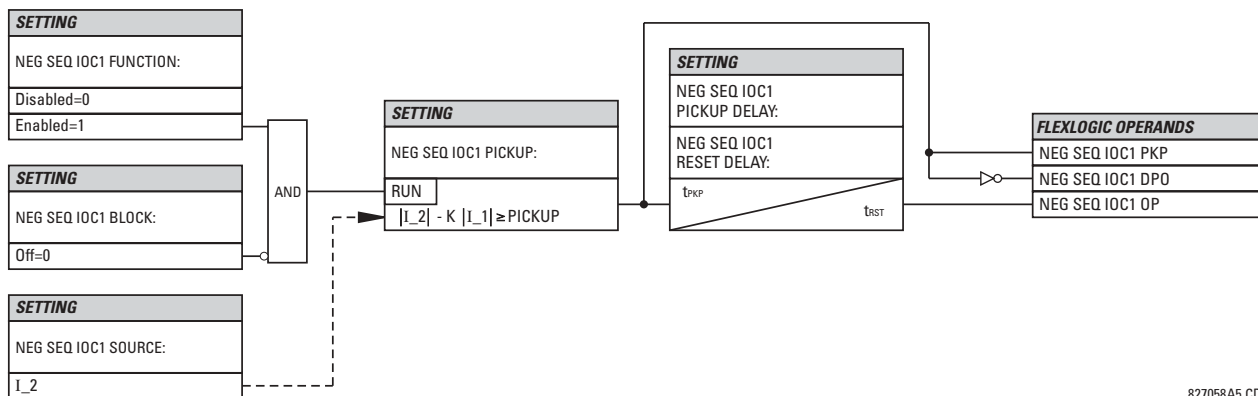 SETTING
NEG SEQ IOC1 FUNCTION:
Disabled=0
Enabled=1
SETTING
NEG SEQ IOC1 BLOCK:
Off=0
SETTING
NEG SEQ IOC1 SOURCE:
I_2
AND
SETTING
NEG SEQ IOC1 PICKUP:
RUN
|I_2| - K |I_1| ≥ PICKUP
SETTING
NEG SEQ IOC1
PICKUP DELAY:
NEG SEQ IOC1
RESET DELAY:
tPKP
tRST
FLEXLOGIC OPERANDS
NEG SEQ IOC1 PKP
NEG SEQ IOC1 DPO
NEG SEQ IOC1 OP